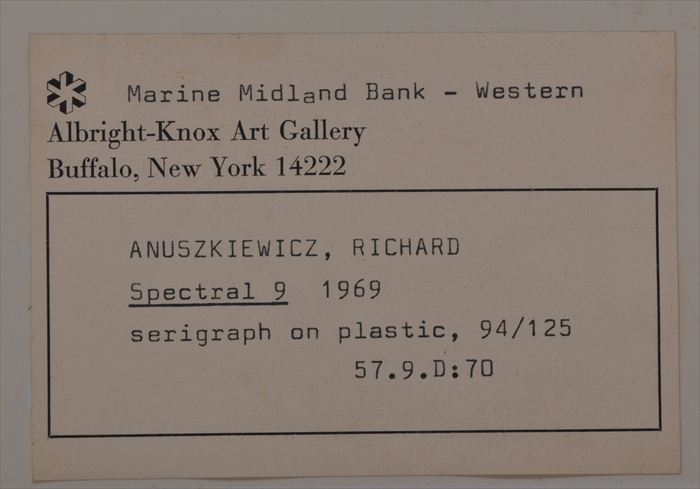 Marine Midland Bank - Western
Albright-Knox Art Gallery
Buffalo, New York 14222
ANUSZKIEWICZ, RICHARD
Spectral 9 1969
serigraph on plastic, 94/125
57.9.D:70